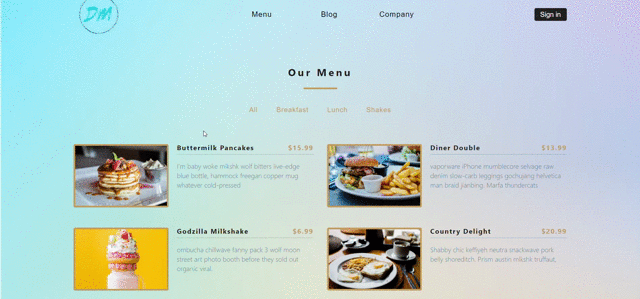 DM
Menu Blog Company Sign in
Our Menu
All Breakfast Lunch Shakes
Buttermilk Pancakes $15.99
I'm baby woke mlkshk wolf bitters live-edge
blue bottle, hammock freegan copper mug
whatever cold-pressed
Diner Double $13.99
vaporware iPhone mumblecore selvage raw
denim slow-carb leggings gochujang helvetica
man braid jianbing. Marfa thundercats
Godzilla Milkshake $6.99
ombucha chillwave fanny pack 3 wolf moon
street art photo booth before they sold out
organic viral.
Country Delight $20.99
Shabby chic keffiyeh neutra snackwave pork
belly shoreditch. Prism austin mlkshk truffaut,